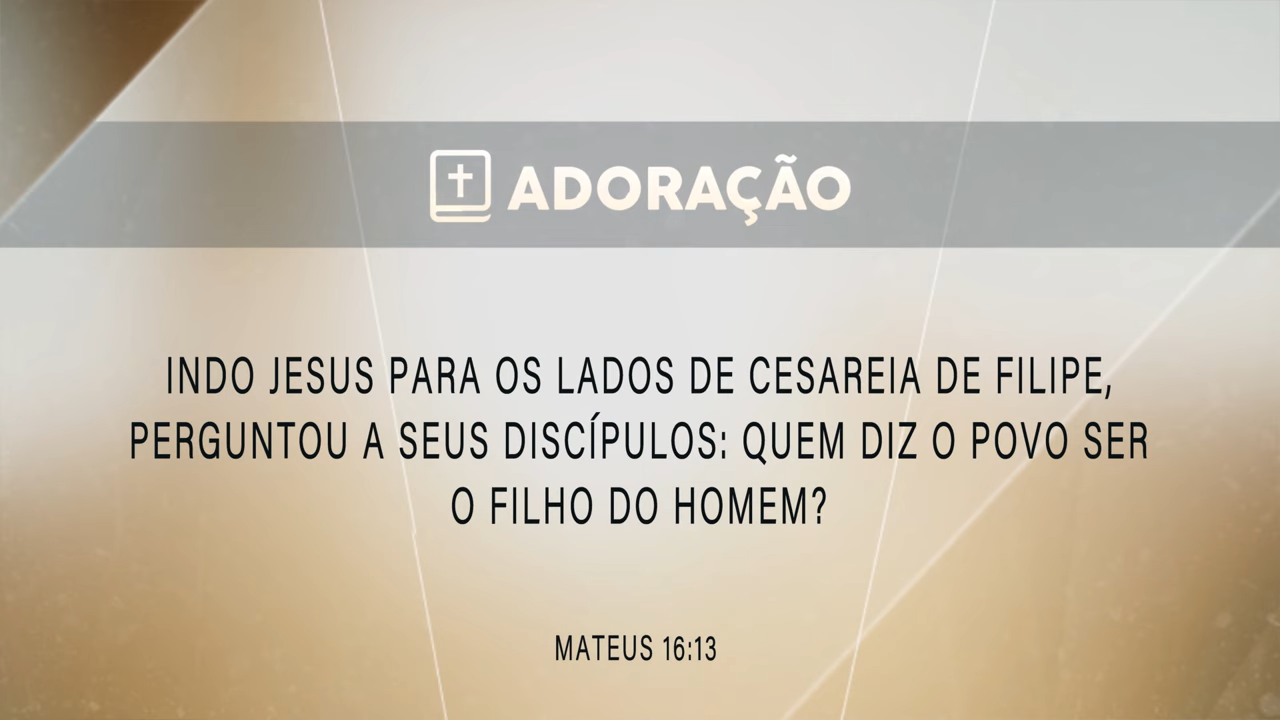 ADORAÇÃO
INDO JESUS PARA OS LADOS DE CESAREIA DE FILIPE,
PERGUNTOU A SEUS DISCÍPULOS: QUEM DIZ O POVO SER
O FILHO DO HOMEM?
MATEUS 16:13